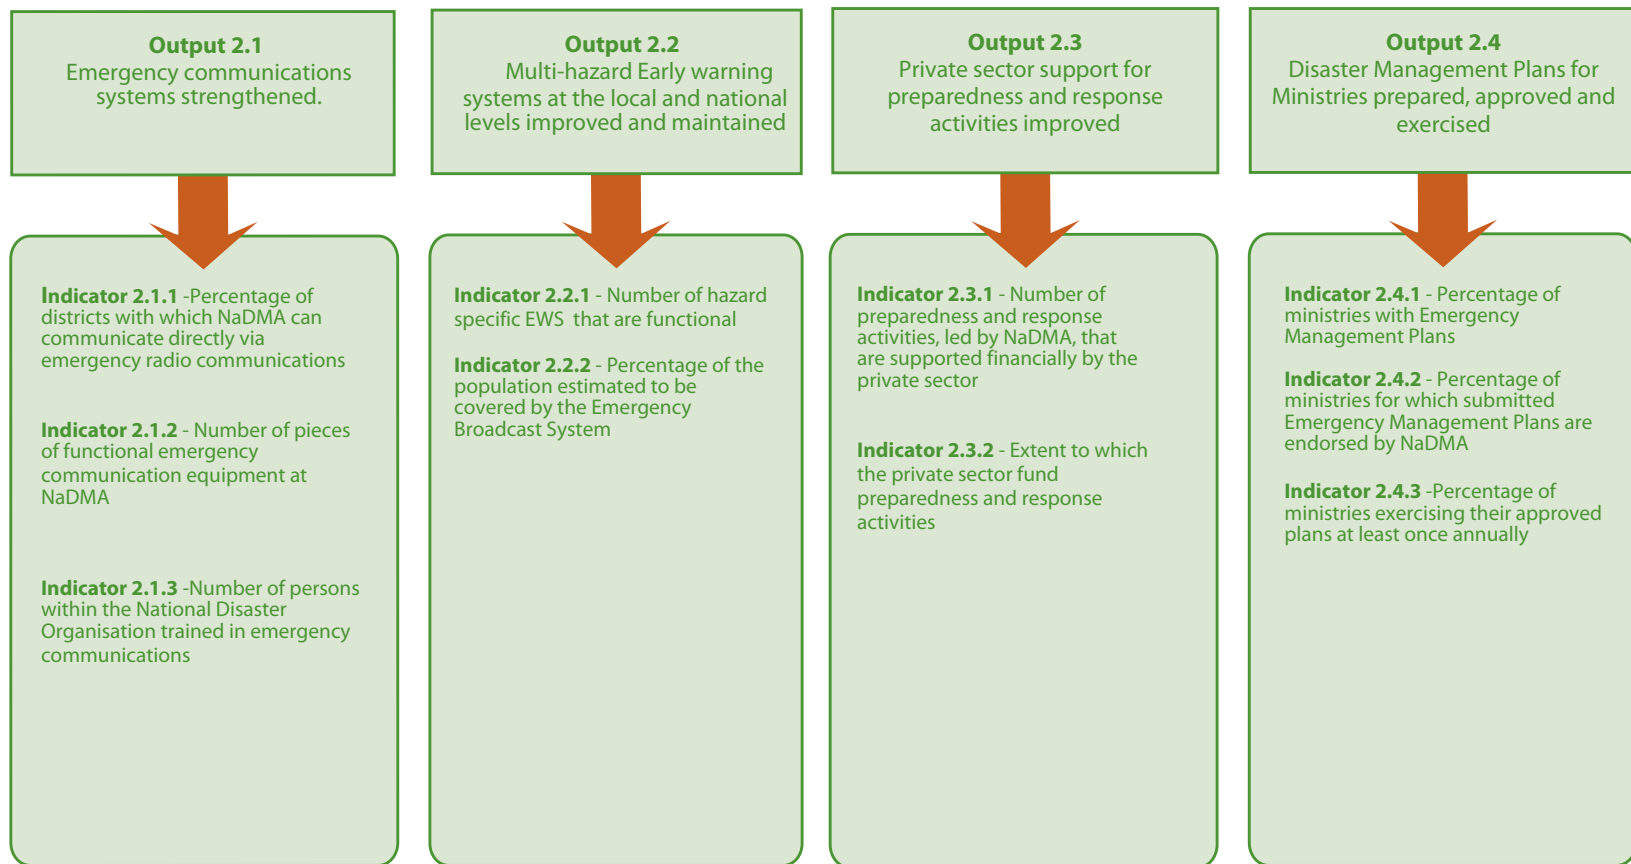 Output 2.1
Emergency communications
systems strengthened.
Indicator 2.1.1 -Percentage of
districts with which NaDMA can
communicate directly via
emergency radio communications
Indicator 2.1.2 - Number of pieces
of functional emergency
communication equipment at
NaDMA
Indicator 2.1.3 -Number of persons
within the National Disaster
Organisation trained in emergency
communications
Output 2.2
Multi-hazard Early warning
systems at the local and national
levels improved and maintained
Indicator 2.2.1 - Number of hazard
specific EWS that are functional
Indicator 2.2.2 - Percentage of the
population estimated to be
covered by the Emergency
Broadcast System
Output 2.3
Private sector support for
preparedness and response
activities improved
Indicator 2.3.1 - Number of
preparedness and response
activities, led by NaDMA, that
are supported financially by the
private sector
Indicator 2.3.2 - Extent to which
the private sector fund
preparedness and response
activities
Output 2.4
Disaster Management Plans for
Ministries prepared, approved and
exercised
Indicator 2.4.1 - Percentage of
ministries with Emergency
Management Plans
Indicator 2.4.2 - Percentage of
ministries for which submitted
Emergency Management Plans are
endorsed by NaDMA
Indicator 2.4.3 -Percentage of
ministries exercising their approved
plans at least once annually